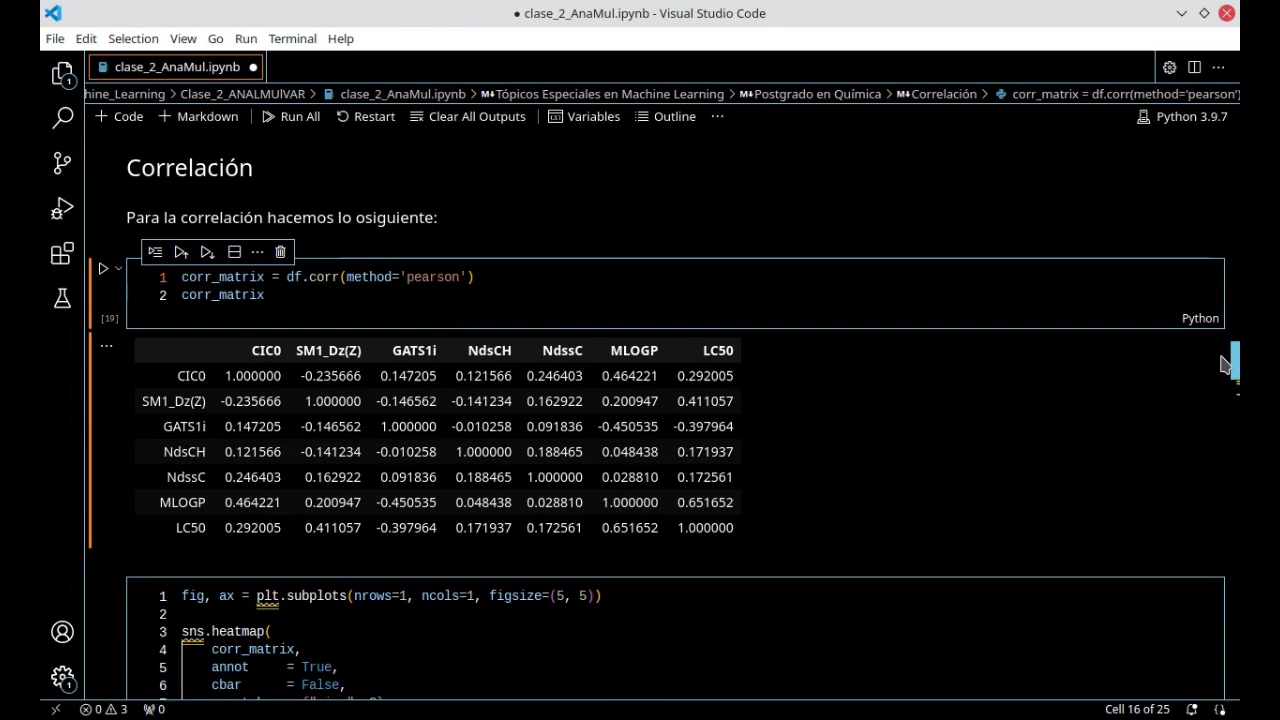 ● clase_2_AnaMul.ipynb - Visual Studio Code
File Edit Selection View Go Run Terminal Help
clase_2_AnaMul.ipynb ●
hine_Learning > Clase_2_ANALMUlVAR > clase_2_AnaMul.ipynb > M↓Tópicos Especiales en Machine Learning > M↓Postgrado en Química > M↓Correlación > corr_matrix = df.corr(method='pearson')
+ Code + Markdown Run All Restart Clear All Outputs Variables Outline ··· Python 3.9.7
Correlación
Para la correlación hacemos lo osiguiente:
1 corr_matrix = df.corr(method='pearson')
2 corr_matrix
[19] Python
CIC0 SM1_Dz(Z) GATS1i NdsCH NdssC MLOGP LC50
CIC0 1.000000 -0.235666 0.147205 0.121566 0.246403 0.464221 0.292005
SM1_Dz(Z) -0.235666 1.000000 -0.146562 -0.141234 0.162922 0.200947 0.411057
GATS1i 0.147205 -0.146562 1.000000 -0.010258 0.091836 -0.450535 -0.397964
NdsCH 0.121566 -0.141234 -0.010258 1.000000 0.188465 0.048438 0.171937
NdssC 0.246403 0.162922 0.091836 0.188465 1.000000 0.028810 0.172561
MLOGP 0.464221 0.200947 -0.450535 0.048438 0.028810 1.000000 0.651652
LC50 0.292005 0.411057 -0.397964 0.171937 0.172561 0.651652 1.000000
1 fig, ax = plt.subplots(nrows=1, ncols=1, figsize=(5, 5))
2
3 sns.heatmap(
4 corr_matrix,
5 annot = True,
6 cbar = False,
1
1
0 3 0 Cell 16 of 25